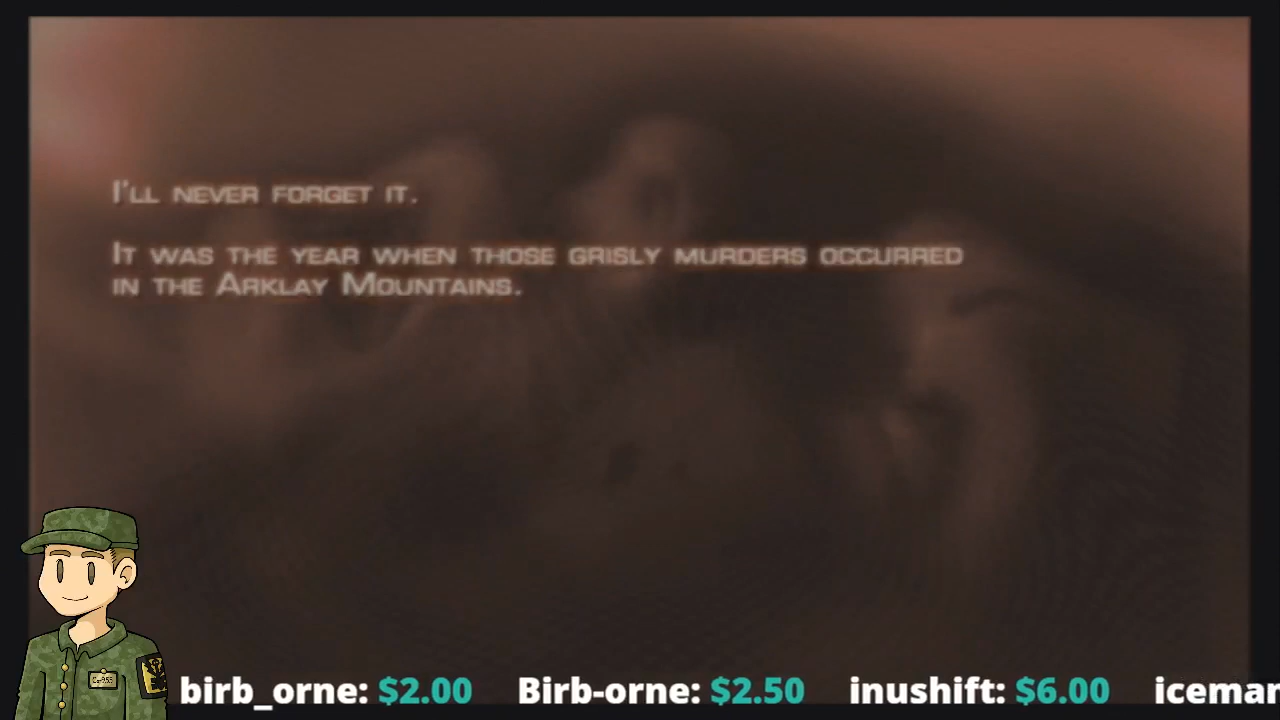 I'll never forget it.
It was the year when those grisly murders occurred
in the Arklay Mountains.
birb_orne: $2.00 Birb-orne: $2.50 inushift: $6.00